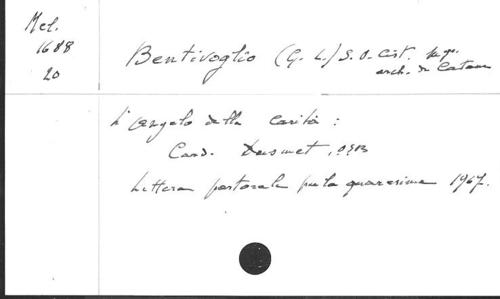 Mel.
1688
20
Bentivoglio (G. L.) S. O. Cist.
arch. di Catania
L'Angelo della Carità :
Card. Dusmet, OSB
Lettera pastorale per la quaresima 1967.